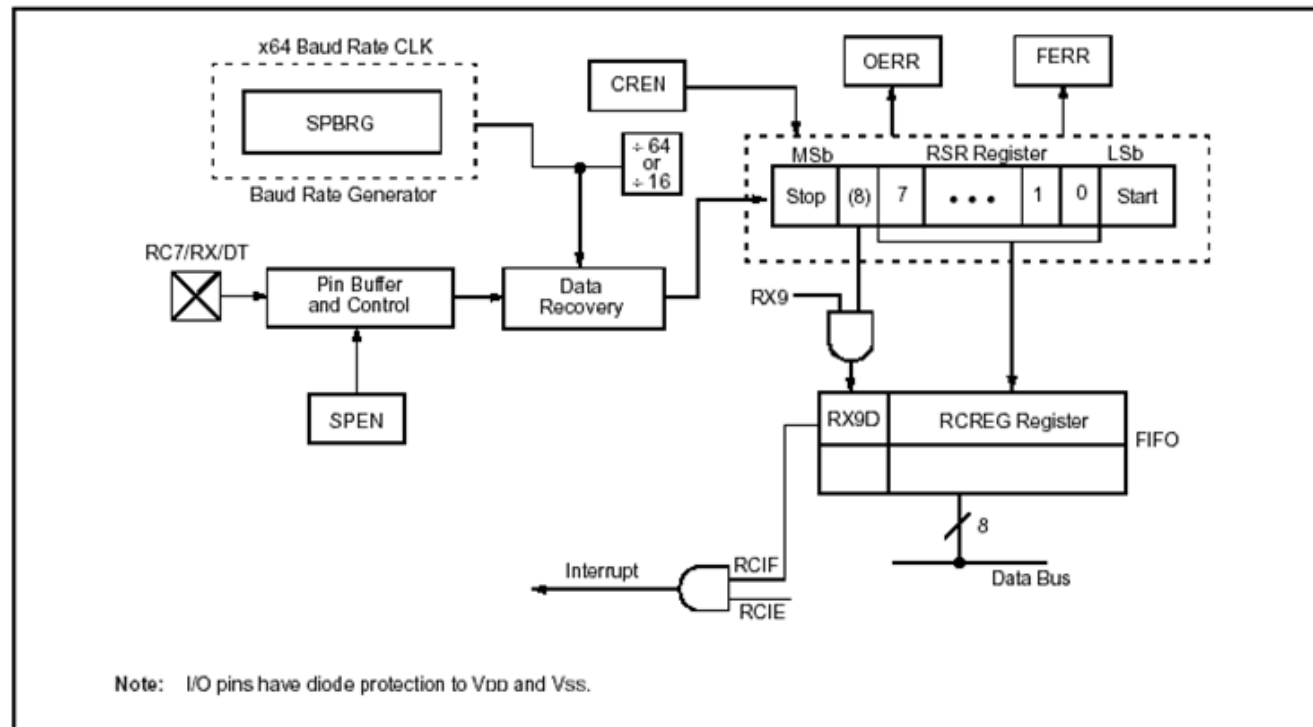 x64 Baud Rate CLK
SPBRG
Baud Rate Generator
CREN
OERR
FERR
÷ 64
or
÷ 16
MSb
RSR Register
LSb
Stop
(8)
7
• • •
1
0
Start
RC7/RX/DT
Pin Buffer
and Control
Data
Recovery
SPEN
RX9
RX9D
RCREG Register
FIFO
8
Data Bus
Interrupt
RCIF
RCIE
Note: I/O pins have diode protection to VDD and VSS.